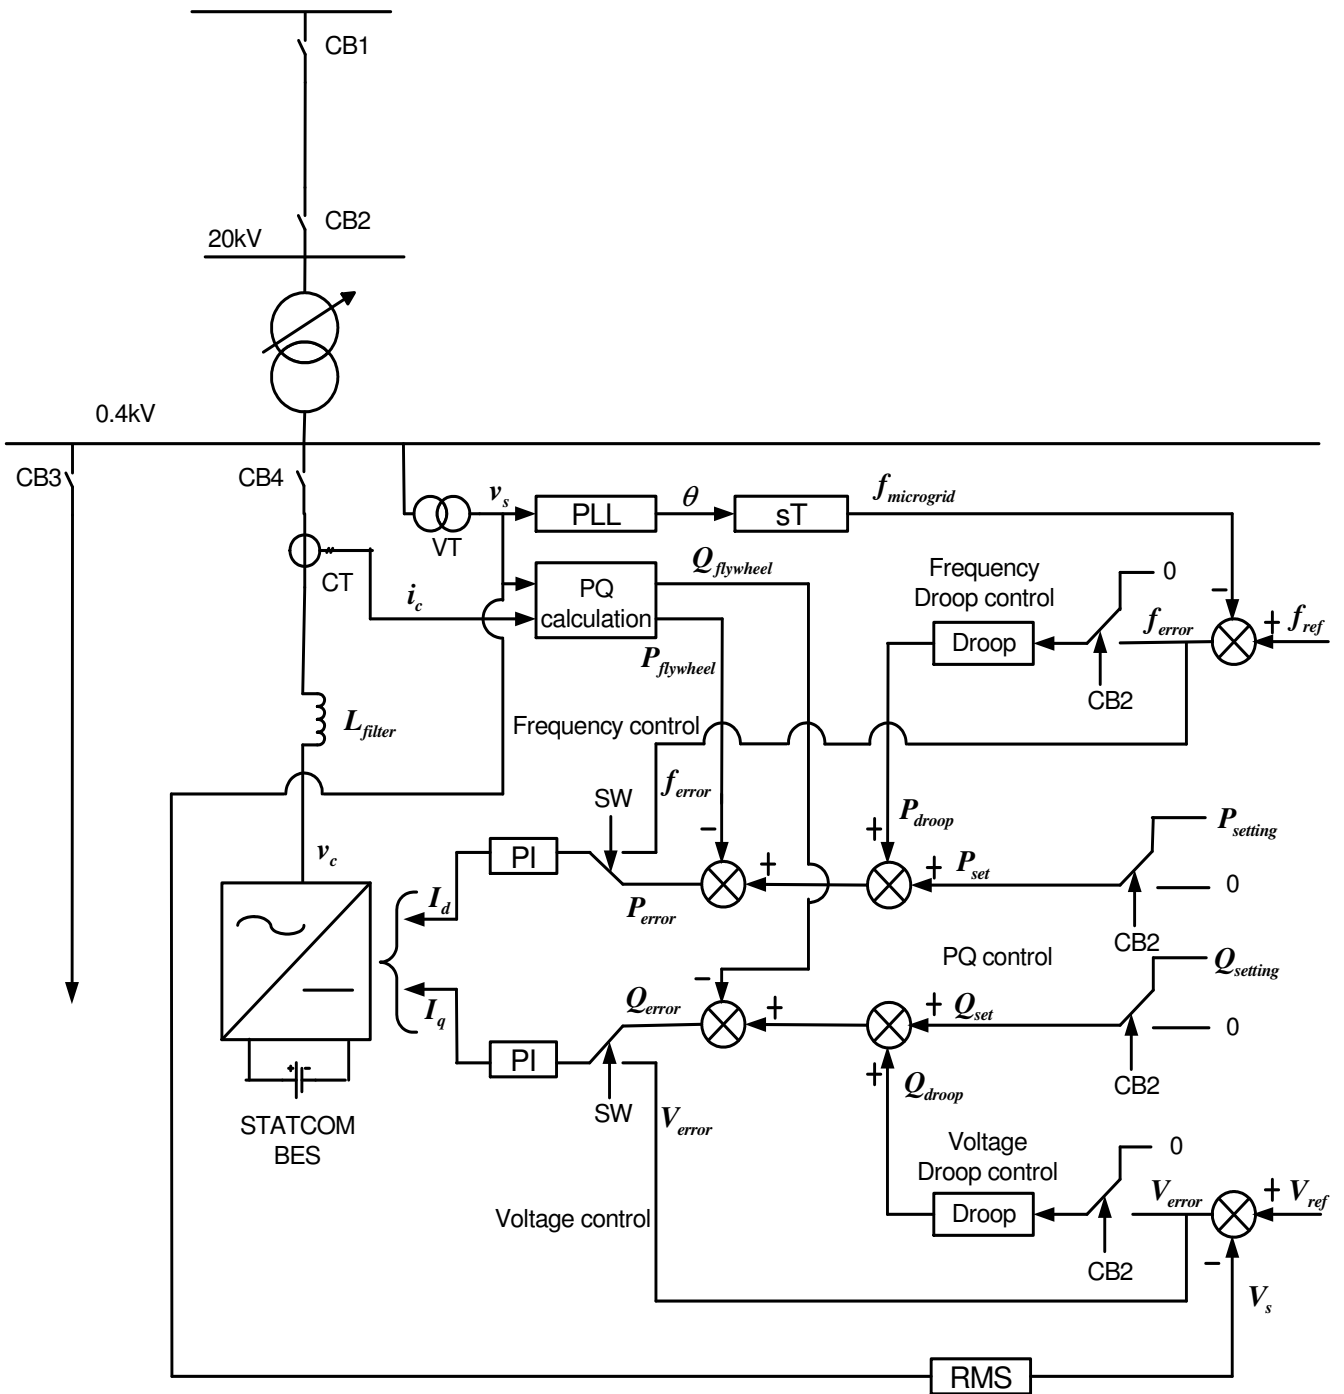 CB1
CB2
20kV
0.4kV
CB3
CB4
v_s
PLL
θ
sT
f_microgrid
VT
CT
i_c
PQ
calculation
Q_flywheel
P_flywheel
Frequency
Droop control
0
Droop
f_error
f_ref
+
−
CB2
L_filter
Frequency control
f_error
SW
P_droop
+
−
v_c
PI
P_error
+
+
P_set
P_setting
0
CB2
I_d
I_q
PQ control
Q_setting
Q_error
−
+
+
Q_set
0
CB2
PI
SW
V_error
+
Q_droop
+ -
STATCOM
BES
Voltage
Droop control
0
Droop
V_error
+
V_ref
Voltage control
CB2
−
V_s
RMS